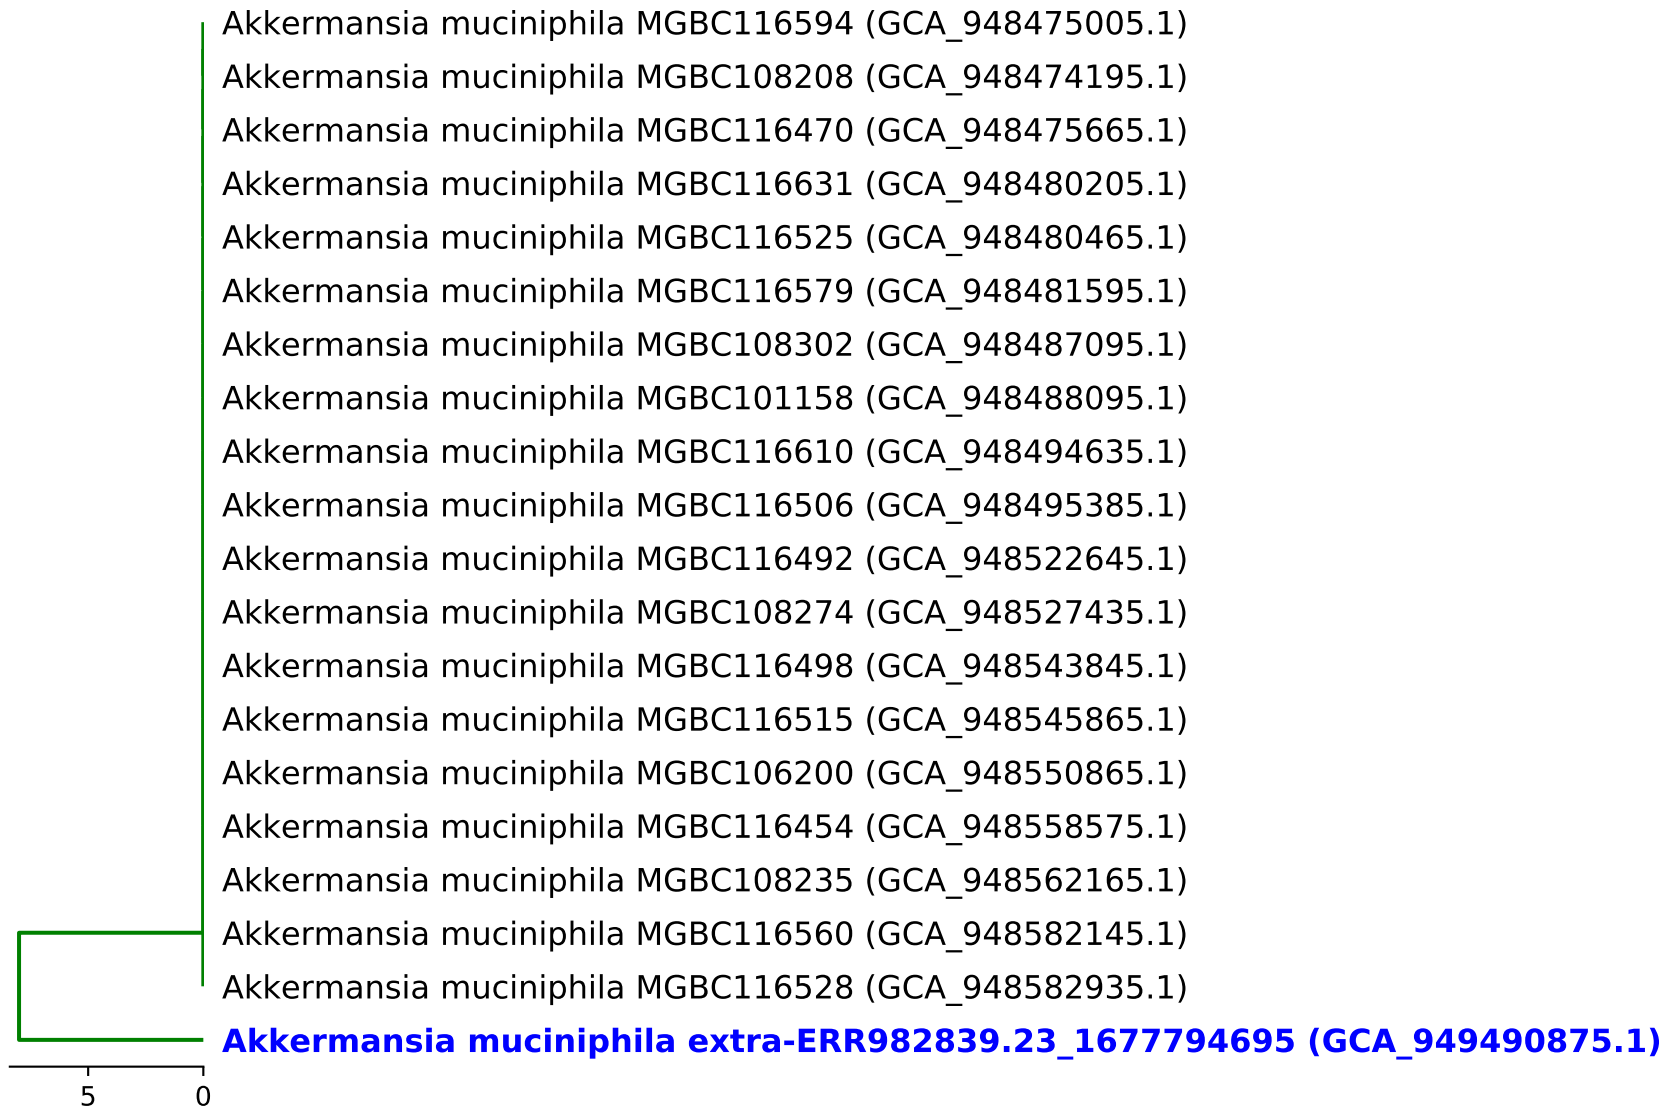 Akkermansia muciniphila MGBC116594 (GCA_948475005.1)
Akkermansia muciniphila MGBC108208 (GCA_948474195.1)
Akkermansia muciniphila MGBC116470 (GCA_948475665.1)
Akkermansia muciniphila MGBC116631 (GCA_948480205.1)
Akkermansia muciniphila MGBC116525 (GCA_948480465.1)
Akkermansia muciniphila MGBC116579 (GCA_948481595.1)
Akkermansia muciniphila MGBC108302 (GCA_948487095.1)
Akkermansia muciniphila MGBC101158 (GCA_948488095.1)
Akkermansia muciniphila MGBC116610 (GCA_948494635.1)
Akkermansia muciniphila MGBC116506 (GCA_948495385.1)
Akkermansia muciniphila MGBC116492 (GCA_948522645.1)
Akkermansia muciniphila MGBC108274 (GCA_948527435.1)
Akkermansia muciniphila MGBC116498 (GCA_948543845.1)
Akkermansia muciniphila MGBC116515 (GCA_948545865.1)
Akkermansia muciniphila MGBC106200 (GCA_948550865.1)
Akkermansia muciniphila MGBC116454 (GCA_948558575.1)
Akkermansia muciniphila MGBC108235 (GCA_948562165.1)
Akkermansia muciniphila MGBC116560 (GCA_948582145.1)
Akkermansia muciniphila MGBC116528 (GCA_948582935.1)
Akkermansia muciniphila extra-ERR982839.23_1677794695 (GCA_949490875.1)
5 0